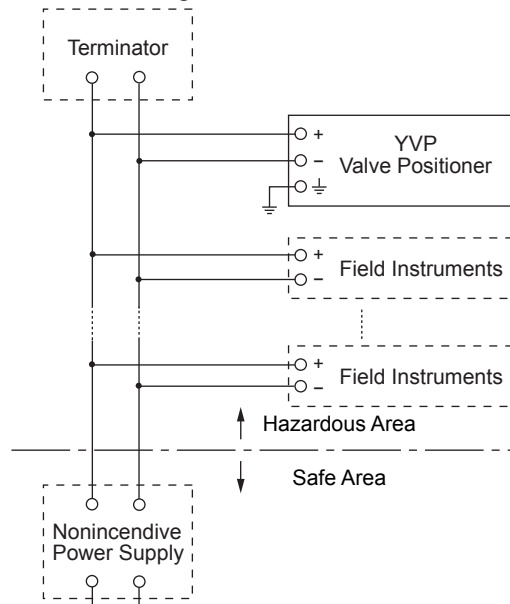 Terminator
+
YVP
−
Valve Positioner
+
Field Instruments
−
+
Field Instruments
−
Hazardous Area
Safe Area
Nonincendive
Power Supply